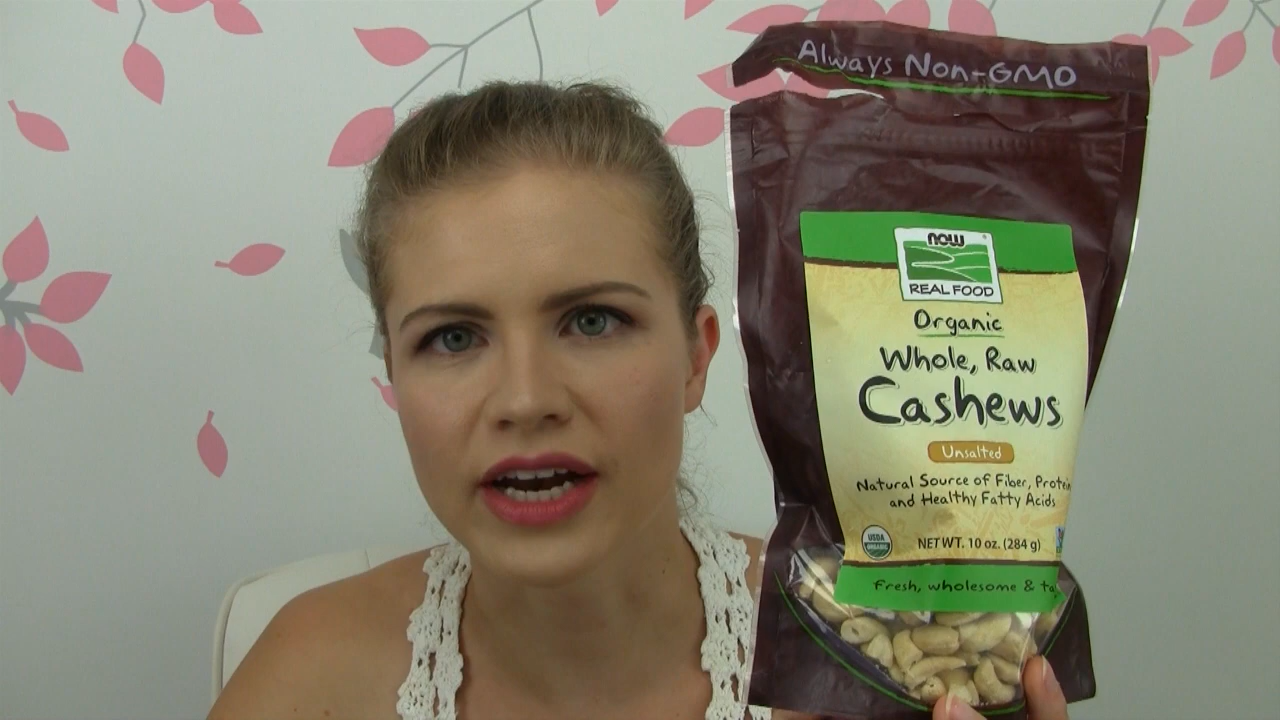 Always Non-GMO
NOW
REAL FOOD
Organic
Whole, Raw
Cashews
Unsalted
Natural Source of Fiber, Protein
and Healthy Fatty Acids
USDA
ORGANIC
NET WT. 10 oz. (284 g)
Fresh, wholesome &